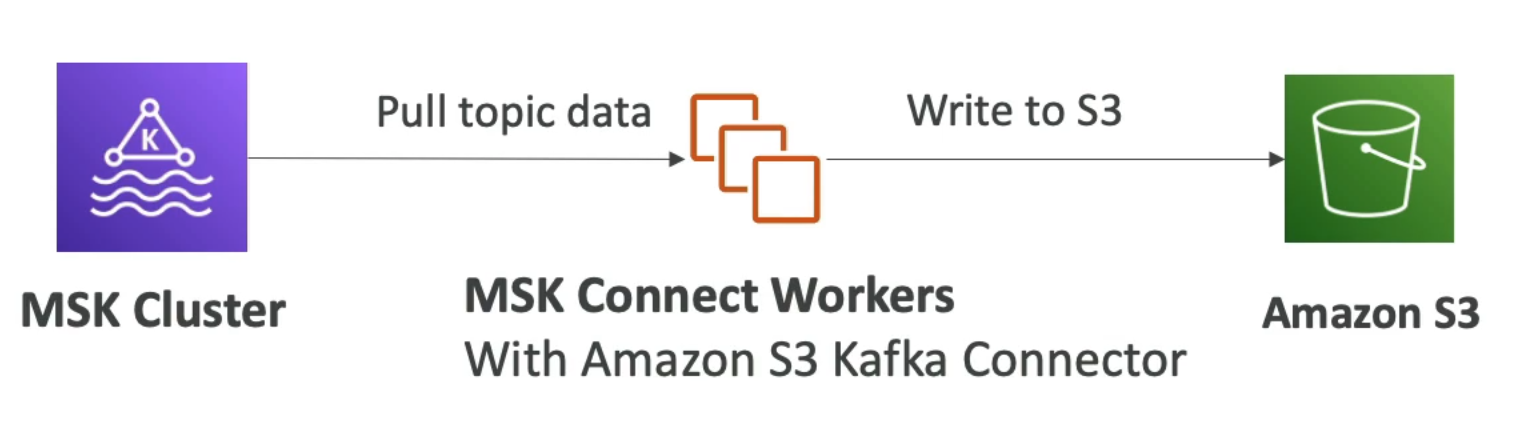 Pull topic data
Write to S3
K
MSK Cluster
MSK Connect Workers
With Amazon S3 Kafka Connector
Amazon S3